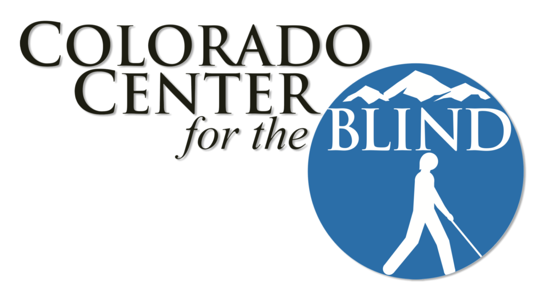 COLORADO
CENTER
for the BLIND